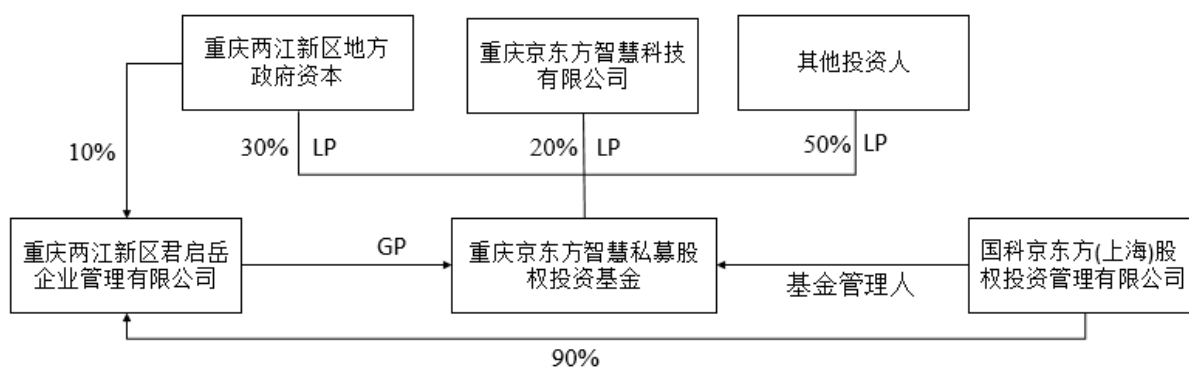 重庆两江新区地方
政府资本
重庆京东方智慧科技
有限公司
其他投资人
10%
30%
LP
20%
LP
50%
LP
重庆两江新区君启岳
企业管理有限公司
GP
重庆京东方智慧私募股
权投资基金
基金管理人
国科京东方(上海)股
权投资管理有限公司
90%